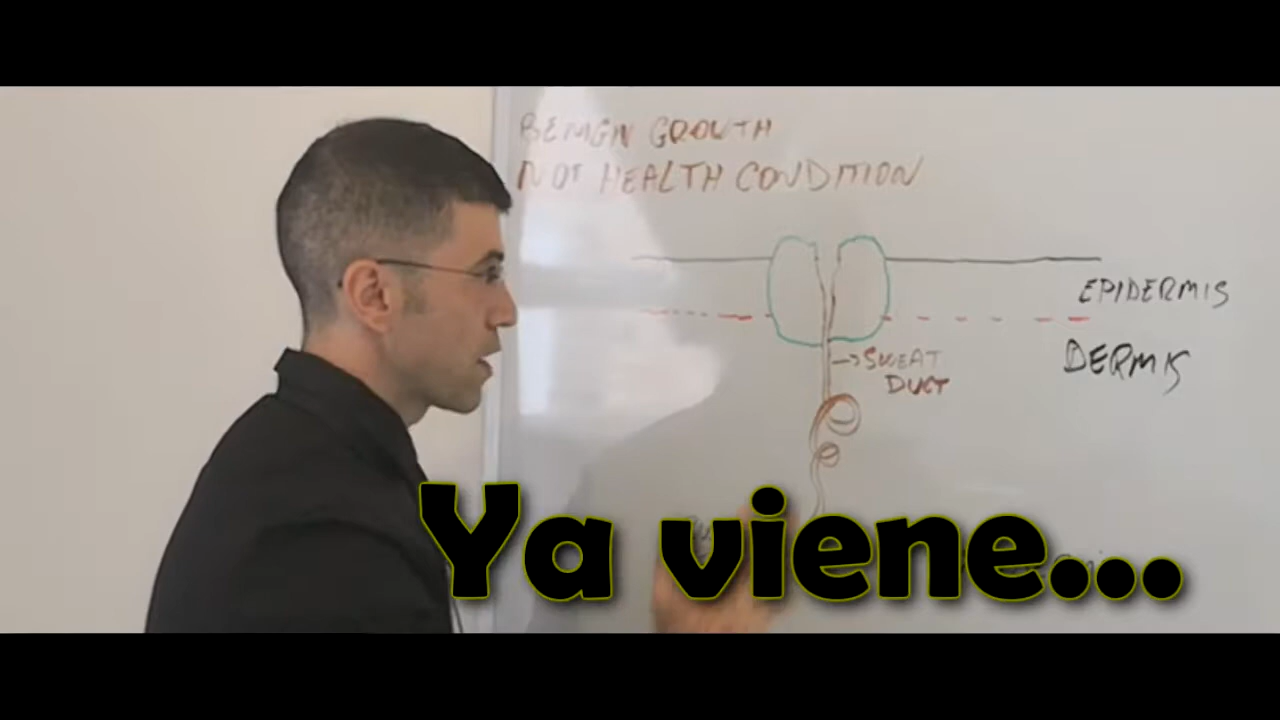 BENIGN GROWTH
NOT HEALTH CONDITION
EPIDERMIS
DERMIS
→SWEAT
DUCT
Ya viene...